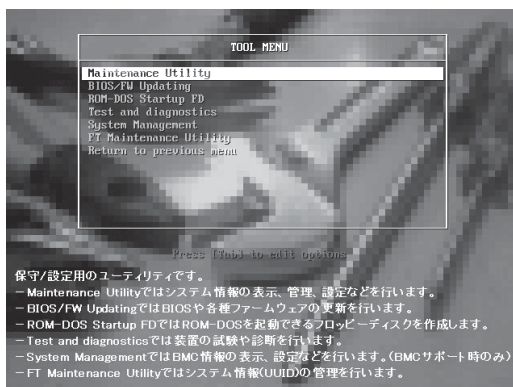 TOOL MENU
Maintenance Utility
BIOS/FW Updating
ROM-DOS Startup FD
Test and diagnostics
System Management
FT Maintenance Utility
Return to previous menu
Press [Tab] to edit options
保守/設定用のユーティリティです。
－Maintenance Utilityではシステム情報の表示、管理、設定などを行います。
－BIOS/FW UpdatingではBIOSや各種ファームウェアの更新を行います。
－ROM-DOS Startup FDではROM-DOSを起動できるフロッピーディスクを作成します。
－Test and diagnosticsでは装置の試験や診断を行います。
－System ManagementではBMC情報の表示、設定などを行います。(BMCサポート時のみ)
－FT Maintenance Utilityではシステム情報(UUID)の管理を行います。